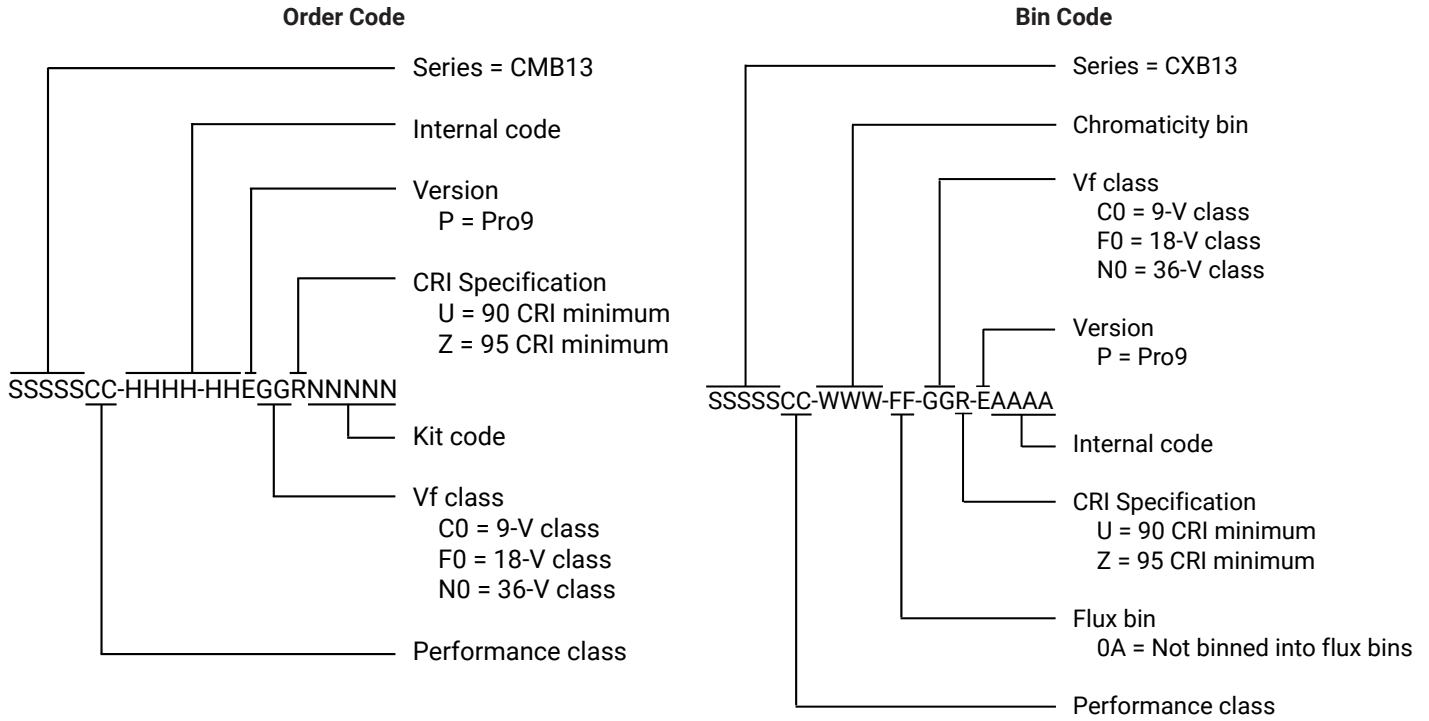 Order Code
Series = CMB13
Internal code
Version
P = Pro9
CRI Specification
U = 90 CRI minimum
Z = 95 CRI minimum
SSSSSCC-HHHH-HHEGGRNNNNN
Kit code
Vf class
C0 = 9-V class
F0 = 18-V class
N0 = 36-V class
Performance class
Bin Code
Series = CXB13
Chromaticity bin
Vf class
C0 = 9-V class
F0 = 18-V class
N0 = 36-V class
Version
P = Pro9
SSSSSCC-WWW-FF-GGR-EAAAA
Internal code
CRI Specification
U = 90 CRI minimum
Z = 95 CRI minimum
Flux bin
0A = Not binned into flux bins
Performance class